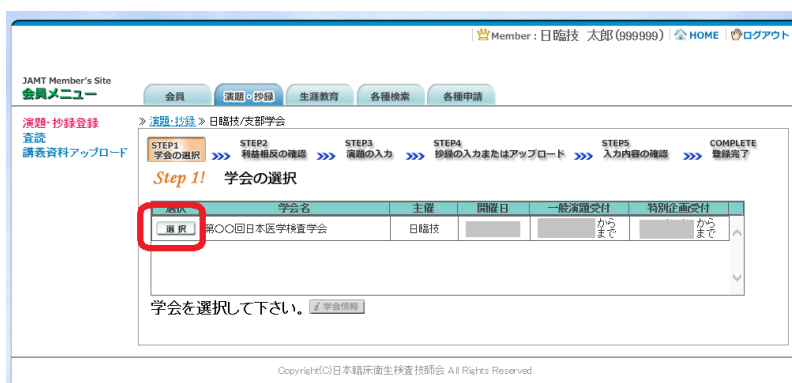 Member : 日臨技 太郎 (999999) HOME ログアウト
JAMT Member's Site
会員メニュー
会員 演題・抄録 生涯教育 各種検索 各種申請
演題・抄録登録
査読
講義資料アップロード
» 演題・抄録 » 日臨技/支部学会
STEP1 学会の選択 >>> STEP2 利益相反の確認 >>> STEP3 演題の入力 >>> STEP4 抄録の入力またはアップロード >>> STEP5 入力内容の確認 >>> COMPLETE 登録完了
Step 1! 学会の選択
選択 学会名 主催 開催日 一般演題受付 特別企画受付
選 択 第〇〇回日本医学検査学会 日臨技 から から
まで まで
学会を選択して下さい。 i 学会情報
Copyright(C)日本臨床衛生検査技師会 All Rights Reserved.